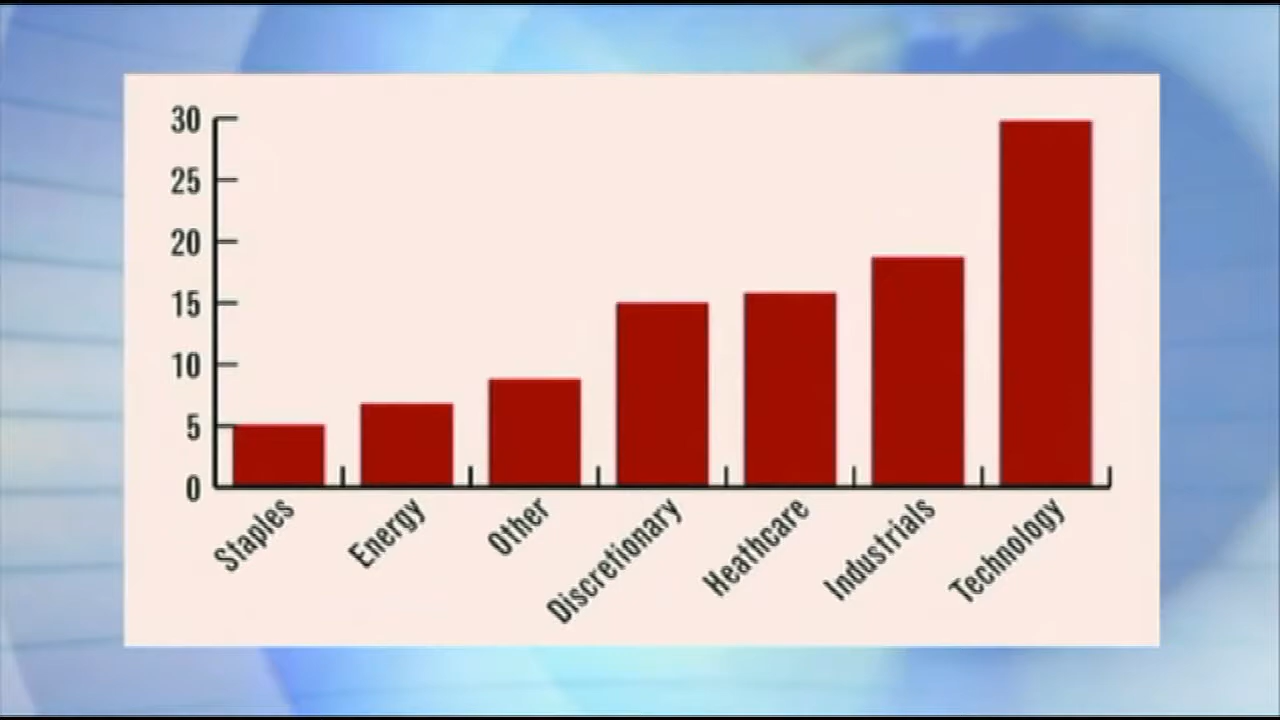 30
25
20
15
10
5
0
Staples
Energy
Other
Discretionary
Heathcare
Industrials
Technology